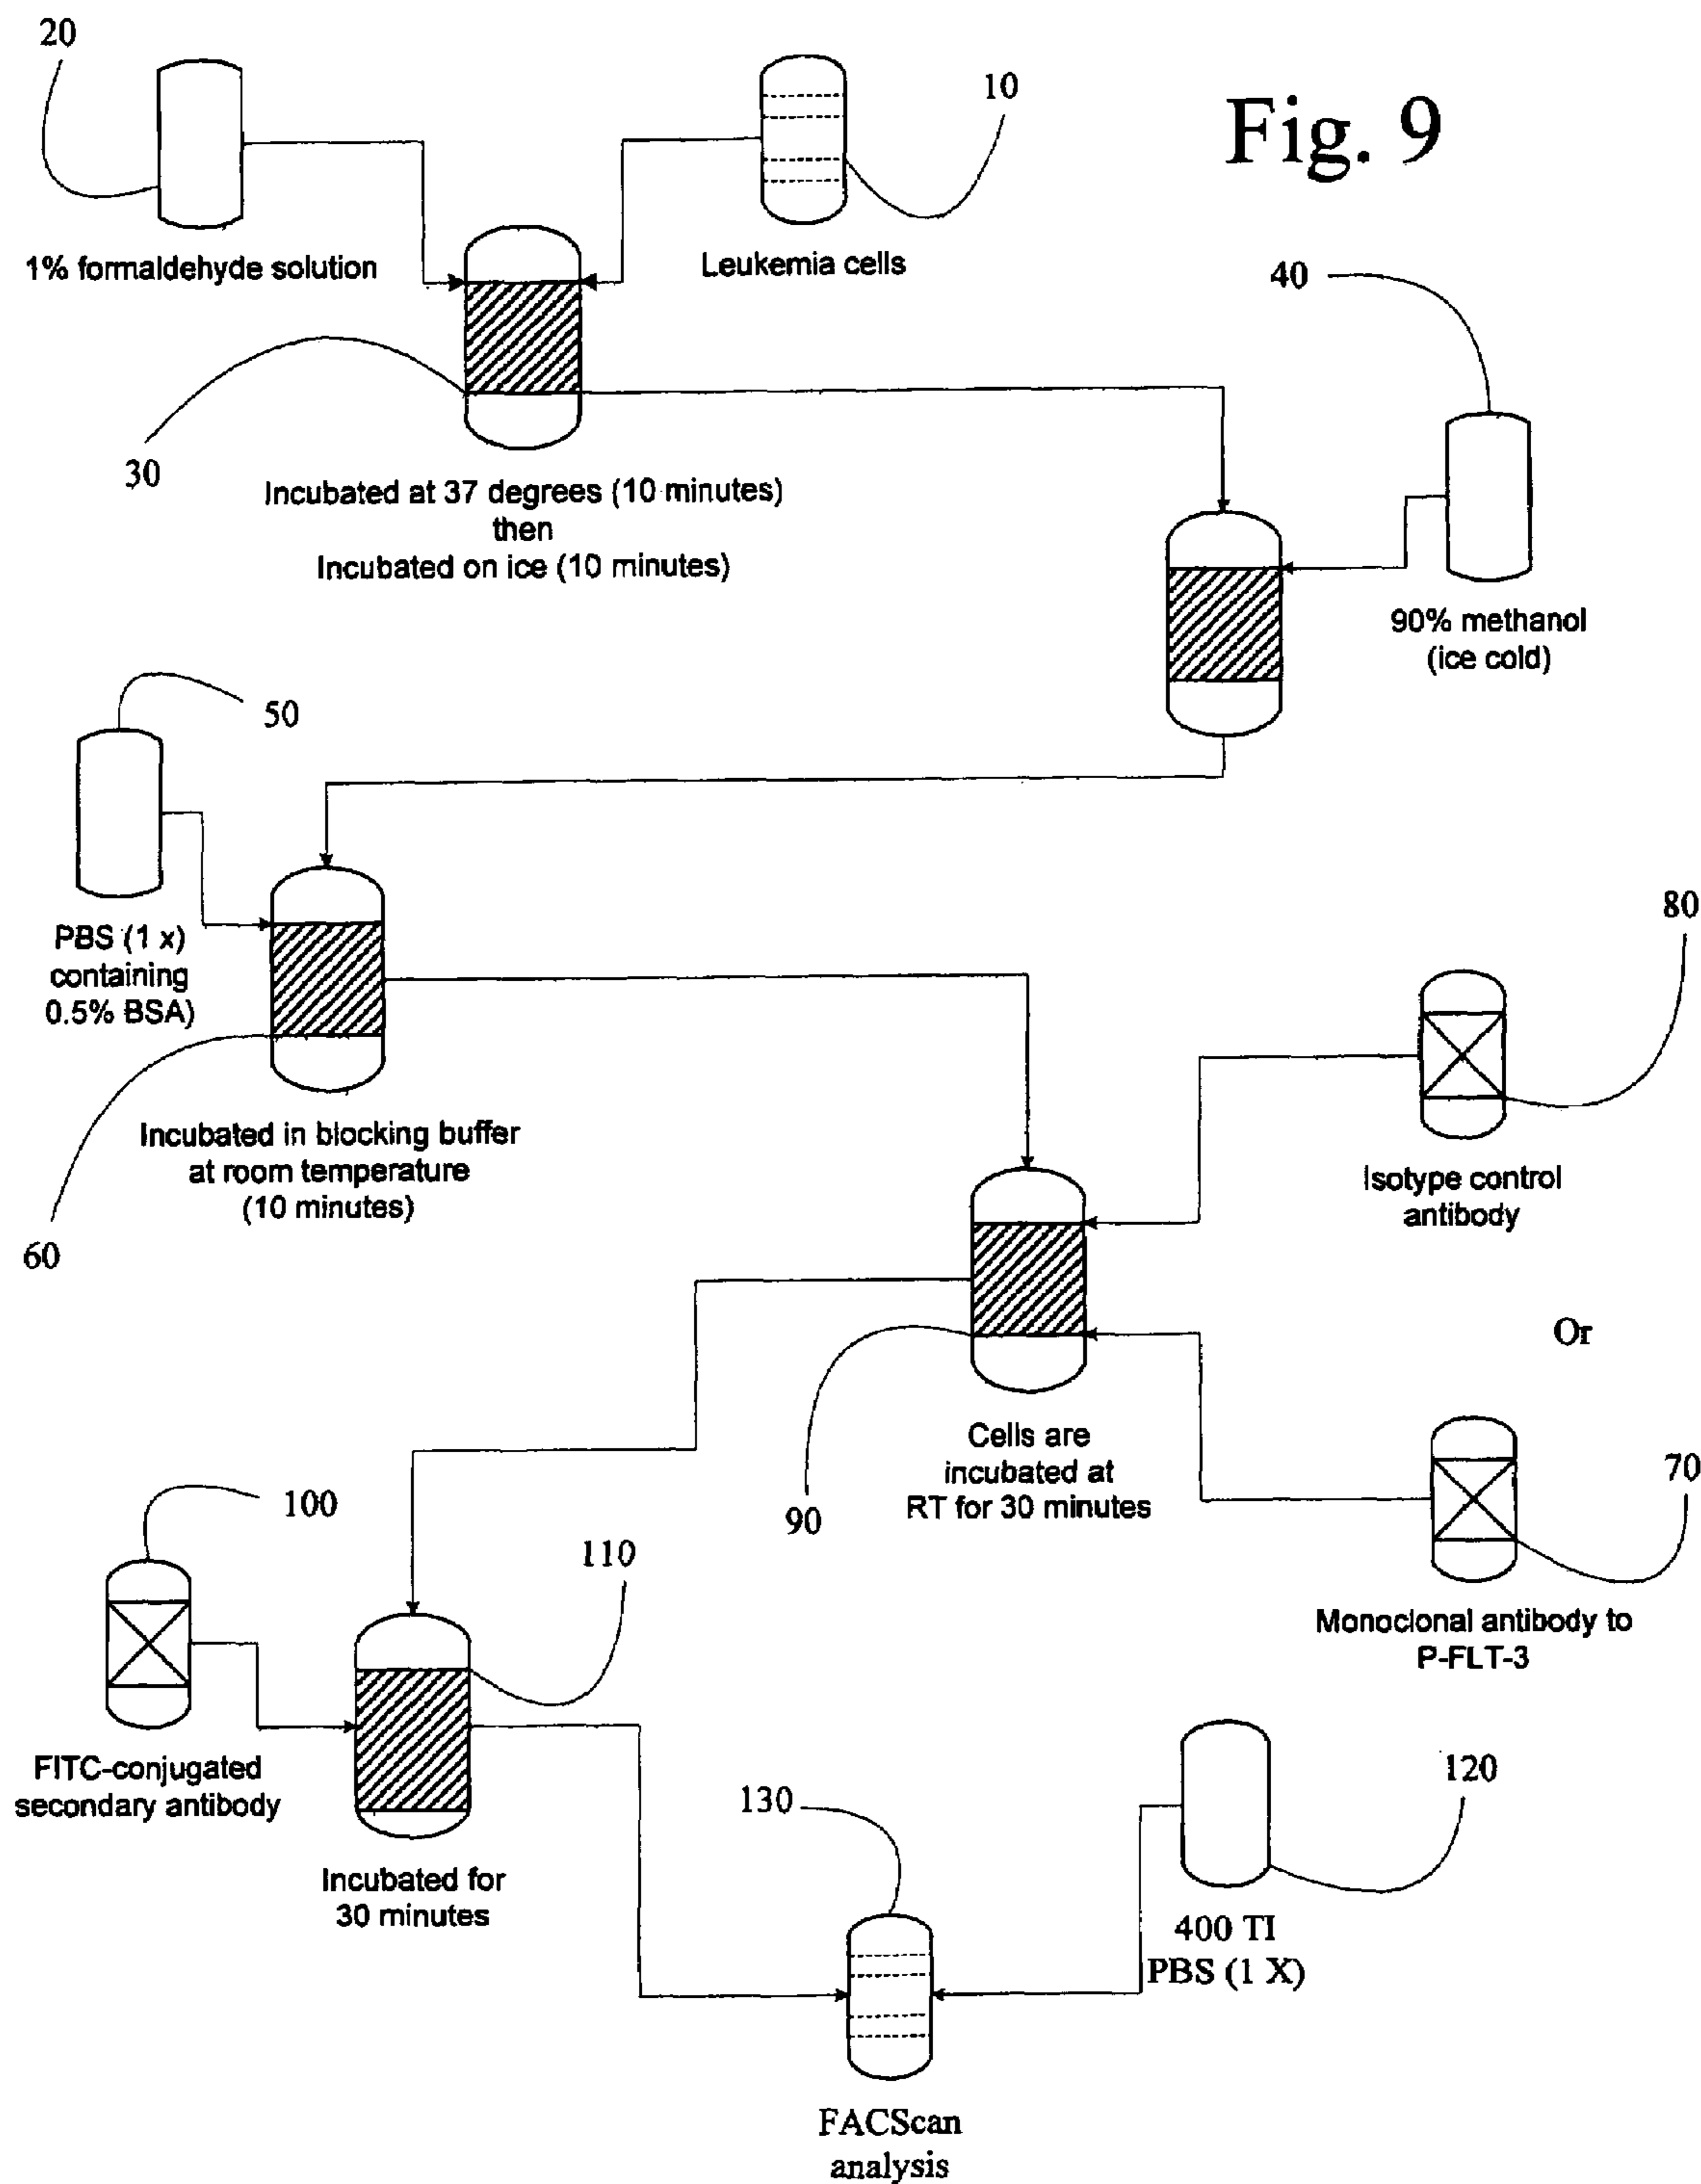 Fig. 9
20
10
1% formaldehyde solution
Leukemia cells
40
30
Incubated at 37 degrees (10 minutes)
then
Incubated on ice (10 minutes)
90% methanol
(ice cold)
50
PBS (1 x)
containing
0.5% BSA)
80
Incubated in blocking buffer
at room temperature
(10 minutes)
60
Isotype control
antibody
Or
Cells are
incubated at
RT for 30 minutes
90
70
Monoclonal antibody to
P-FLT-3
100
110
FITC-conjugated
secondary antibody
Incubated for
30 minutes
130
120
400 TI
PBS (1 X)
FACScan
analysis